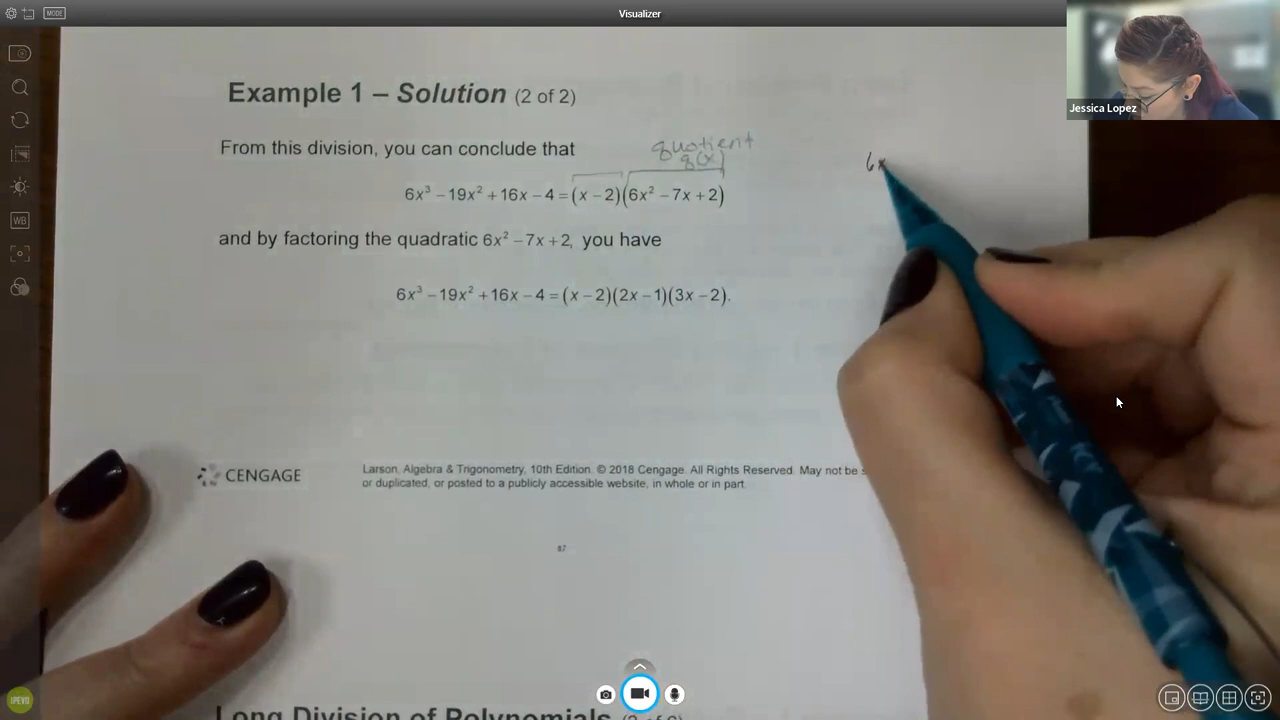 MODE
Visualizer
Jessica Lopez
WB
Example 1 – Solution (2 of 2)
From this division, you can conclude that
quotient
q(x)
6x³ – 19x² + 16x – 4 = (x – 2)(6x² – 7x + 2)
6x
and by factoring the quadratic 6x² – 7x + 2, you have
6x³ – 19x² + 16x – 4 = (x – 2)(2x – 1)(3x – 2).
CENGAGE
Larson, Algebra & Trigonometry, 10th Edition. © 2018 Cengage. All Rights Reserved. May not be
or duplicated, or posted to a publicly accessible website, in whole or in part.
87
IPEVO
Long Division of Polynomials